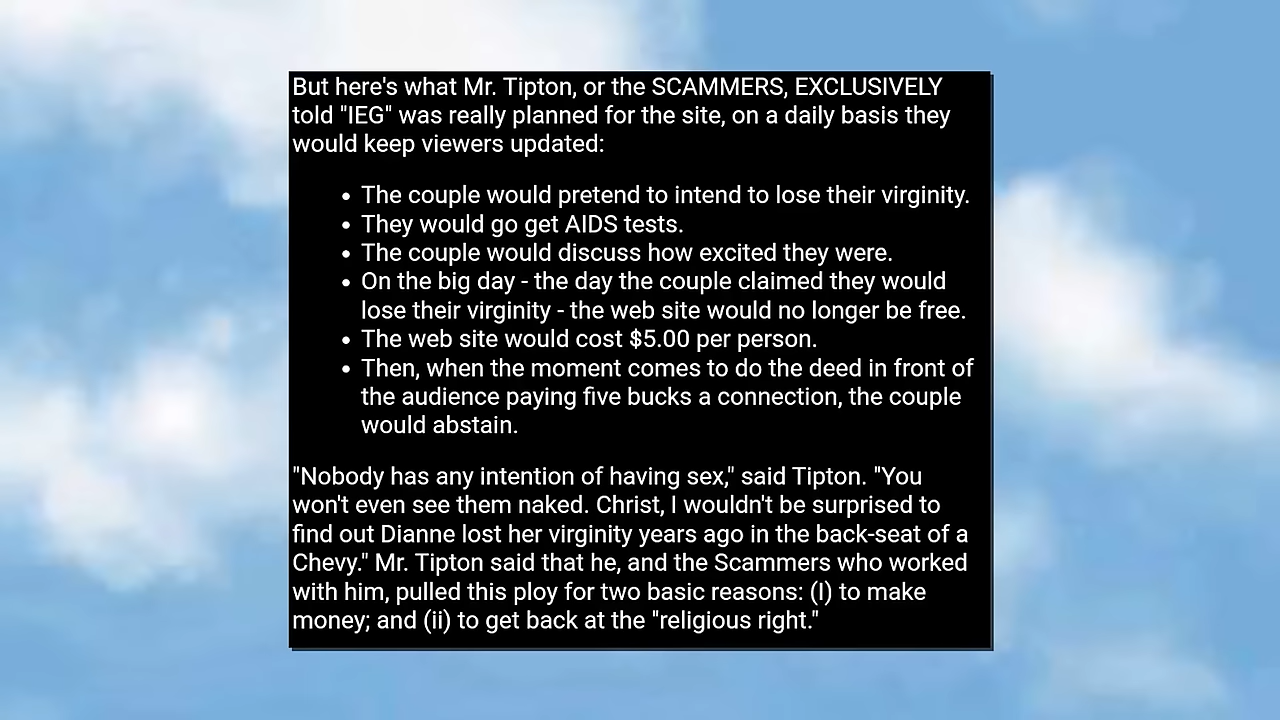 But here's what Mr. Tipton, or the SCAMMERS, EXCLUSIVELY
told "IEG" was really planned for the site, on a daily basis they
would keep viewers updated:
• The couple would pretend to intend to lose their virginity.
• They would go get AIDS tests.
• The couple would discuss how excited they were.
• On the big day - the day the couple claimed they would
lose their virginity - the web site would no longer be free.
• The web site would cost $5.00 per person.
• Then, when the moment comes to do the deed in front of
the audience paying five bucks a connection, the couple
would abstain.
"Nobody has any intention of having sex," said Tipton. "You
won't even see them naked. Christ, I wouldn't be surprised to
find out Dianne lost her virginity years ago in the back-seat of a
Chevy." Mr. Tipton said that he, and the Scammers who worked
with him, pulled this ploy for two basic reasons: (I) to make
money; and (ii) to get back at the "religious right."